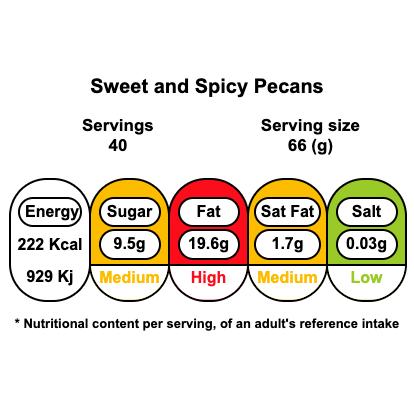 Sweet and Spicy Pecans
Servings
40
Serving size
66 (g)
Energy Sugar Fat Sat Fat Salt
222 Kcal 9.5g 19.6g 1.7g 0.03g
929 Kj Medium High Medium Low
* Nutritional content per serving, of an adult's reference intake